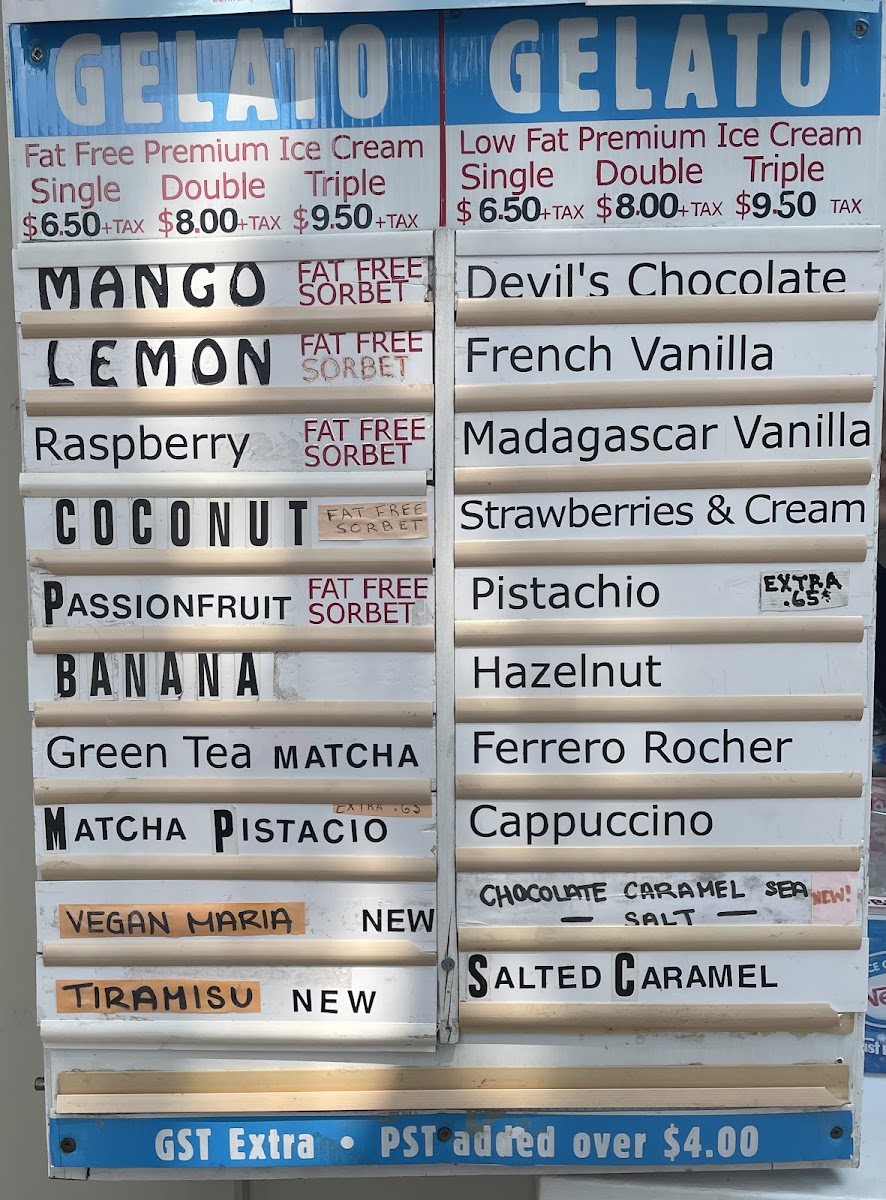 GELATO
Fat Free Premium Ice Cream
Single Double Triple
$6.50+TAX $8.00+TAX $9.50+TAX
MANGO FAT FREE
SORBET
LEMON FAT FREE
SORBET
Raspberry FAT FREE
SORBET
COCONUT FAT FREE
SORBET
PASSIONFRUIT FAT FREE
SORBET
BANANA
Green Tea MATCHA
EXTRA .65
MATCHA PISTACIO
VEGAN MARIA NEW
TIRAMISU NEW
GELATO
Low Fat Premium Ice Cream
Single Double Triple
$6.50+TAX $8.00+TAX $9.50 TAX
Devil's Chocolate
French Vanilla
Madagascar Vanilla
Strawberries & Cream
Pistachio EXTRA
.65¢
Hazelnut
Ferrero Rocher
Cappuccino
CHOCOLATE CARAMEL SEA NEW!
— SALT —
SALTED CARAMEL
GST Extra • PST added over $4.00